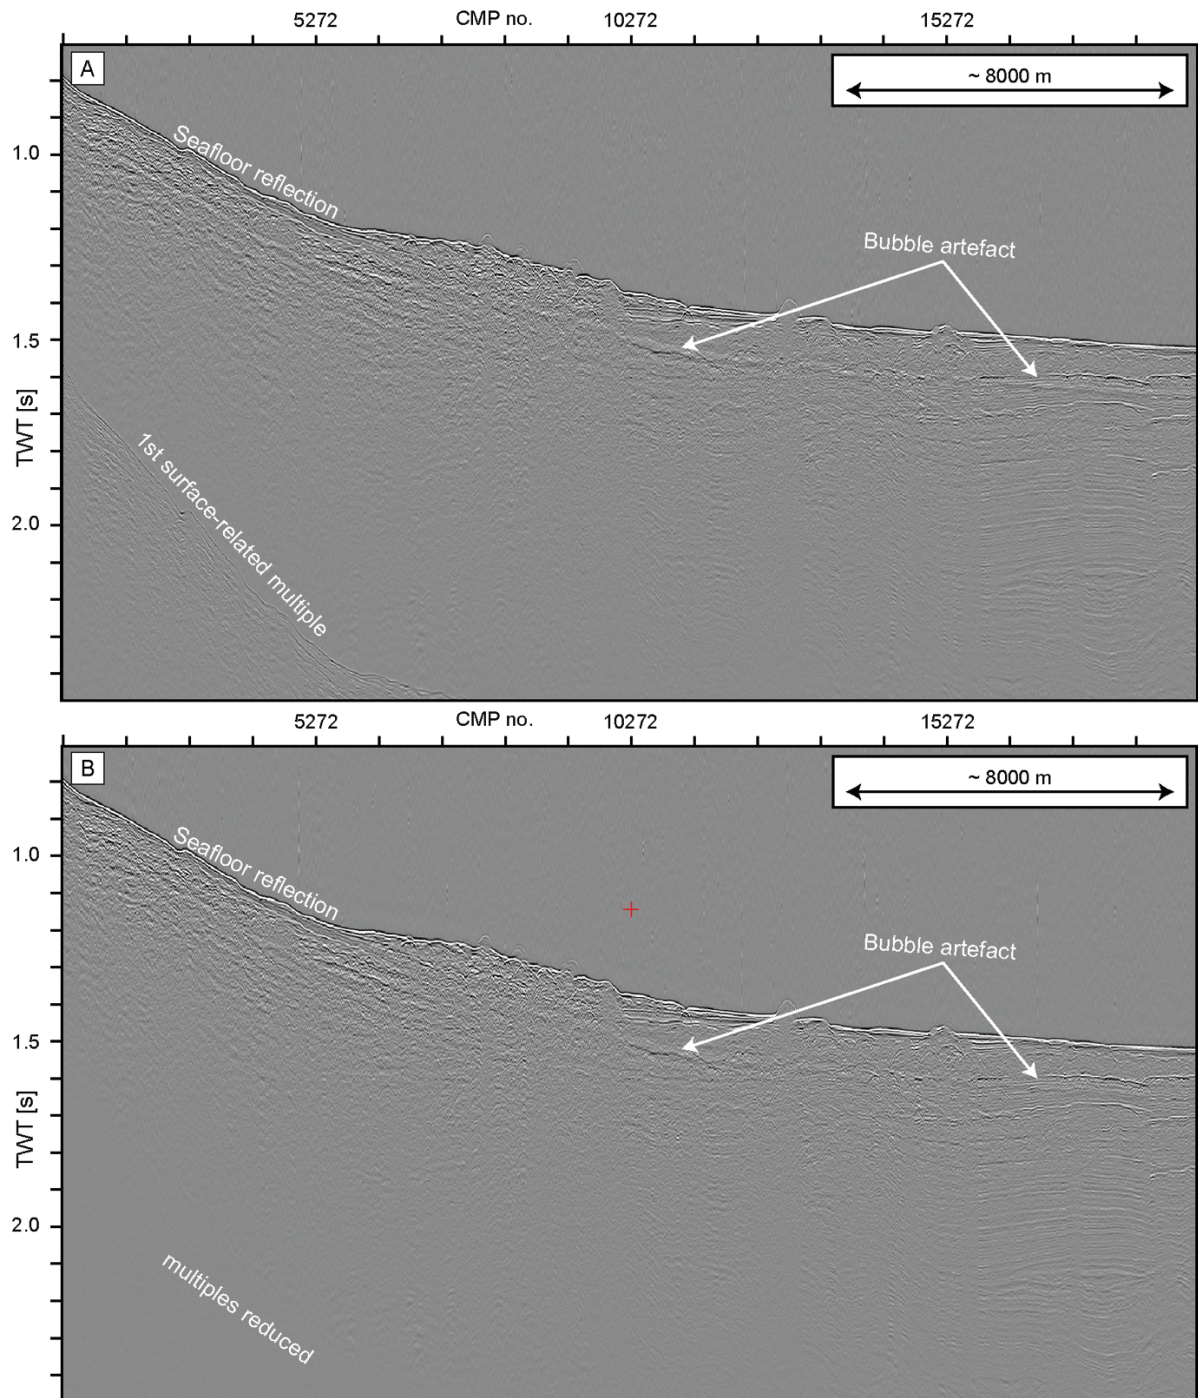 5272 CMP no. 10272 15272
A
~ 8000 m
1.0
Seafloor reflection
Bubble artefact
1.5
TWT [s]
1st surface-related multiple
2.0
5272 CMP no. 10272 15272
B
~ 8000 m
1.0
Seafloor reflection
Bubble artefact
1.5
TWT [s]
2.0
multiples reduced